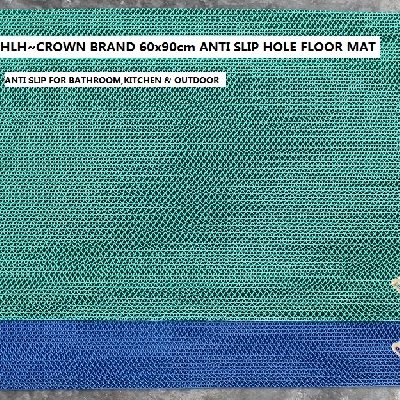 HLH~CROWN BRAND 60x90cm ANTI SLIP HOLE FLOOR MAT
ANTI SLIP FOR BATHROOM,KITCHEN & OUTDOOR